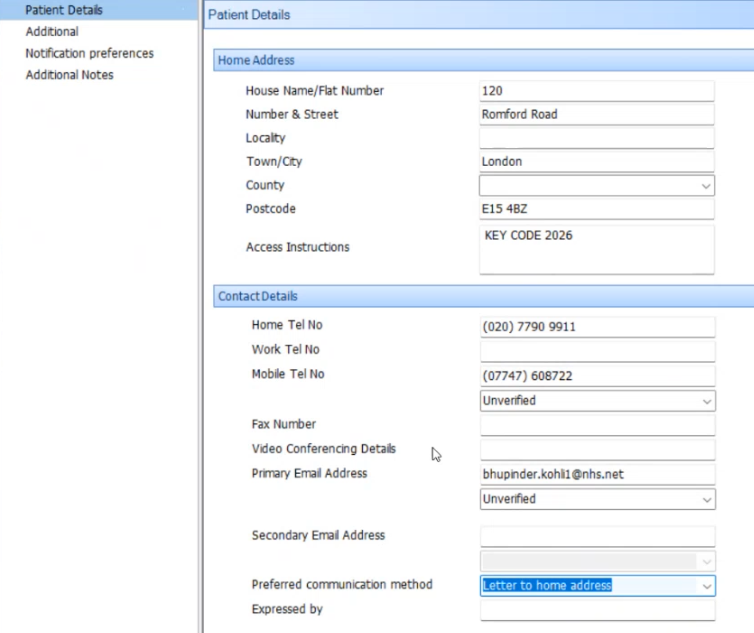 Patient Details
Additional
Notification preferences
Additional Notes
Patient Details
Home Address
House Name/Flat Number 120
Number & Street Romford Road
Locality
Town/City London
County
Postcode E15 4BZ
Access Instructions KEY CODE 2026
Contact Details
Home Tel No (020) 7790 9911
Work Tel No
Mobile Tel No (07747) 608722
Unverified
Fax Number
Video Conferencing Details
Primary Email Address bhupinder.kohli1@nhs.net
Unverified
Secondary Email Address
Preferred communication method Letter to home address
Expressed by